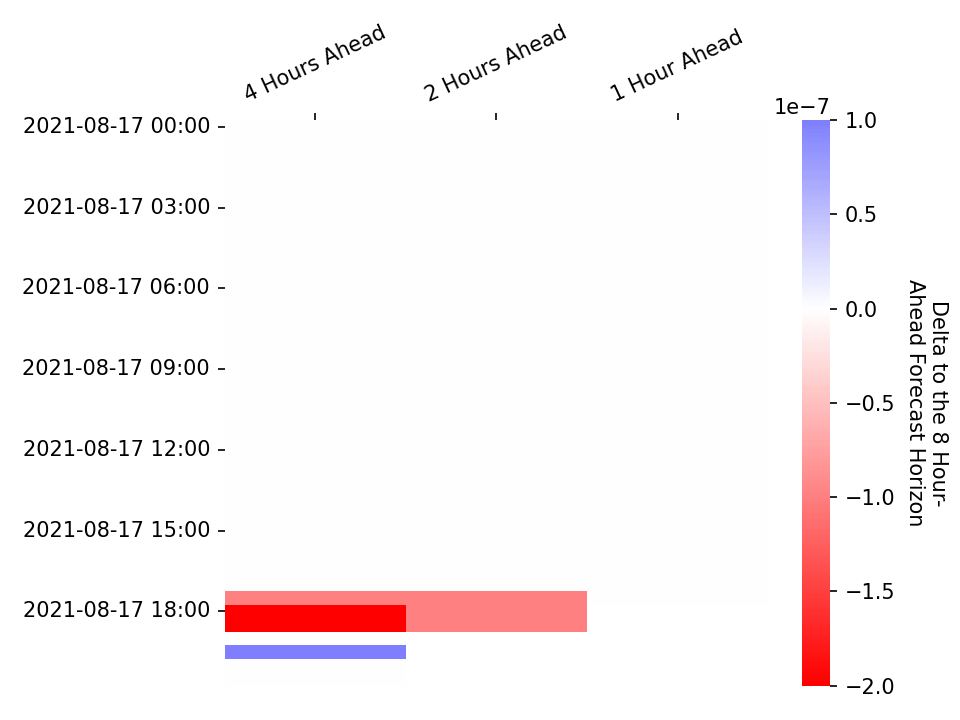 4 Hours Ahead
2 Hours Ahead
1 Hour Ahead
1e−7
2021-08-17 00:00
2021-08-17 03:00
2021-08-17 06:00
2021-08-17 09:00
2021-08-17 12:00
2021-08-17 15:00
2021-08-17 18:00
1.0
0.5
0.0
−0.5
−1.0
−1.5
−2.0
Delta to the 8 Hour-
Ahead Forecast Horizon